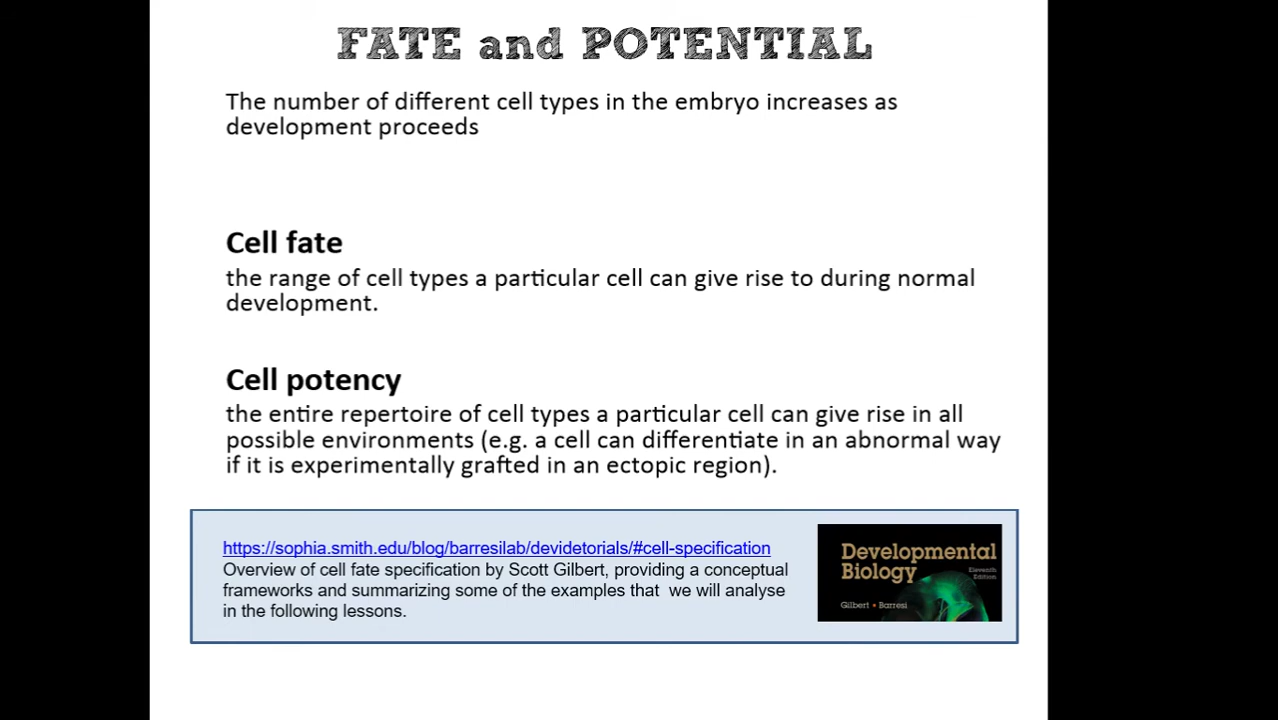 FATE and POTENTIAL
The number of different cell types in the embryo increases as
development proceeds
Cell fate
the range of cell types a particular cell can give rise to during normal
development.
Cell potency
the entire repertoire of cell types a particular cell can give rise in all
possible environments (e.g. a cell can differentiate in an abnormal way
if it is experimentally grafted in an ectopic region).
https://sophia.smith.edu/blog/barresilab/devidetorials/#cell-specification
Overview of cell fate specification by Scott Gilbert, providing a conceptual
frameworks and summarizing some of the examples that  we will analyse
in the following lessons.
Developmental
Biology
Eleventh
Edition
Gilbert • Barresi